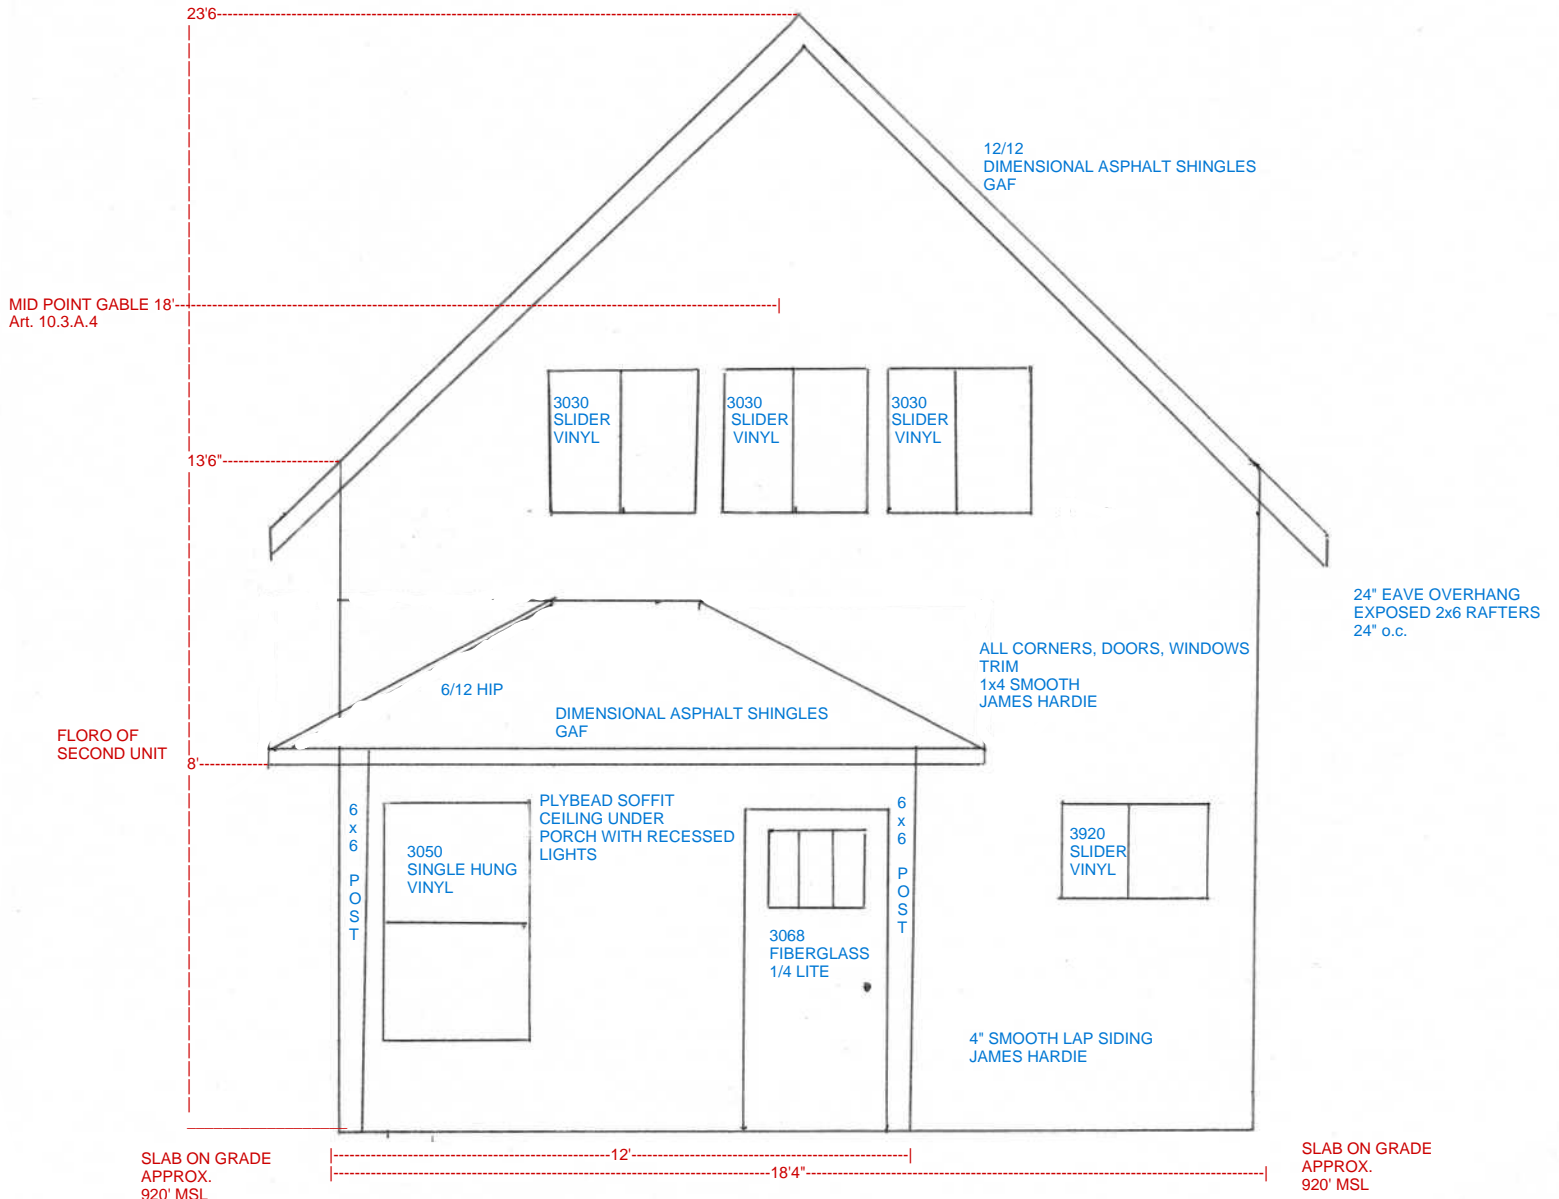 23'6
12/12
DIMENSIONAL ASPHALT SHINGLES
GAF
MID POINT GABLE 18'
Art. 10.3.A.4
3030
SLIDER
VINYL
3030
SLIDER
VINYL
3030
SLIDER
VINYL
13'6"
24" EAVE OVERHANG
EXPOSED 2x6 RAFTERS
24" o.c.
ALL CORNERS, DOORS, WINDOWS
TRIM
1x4 SMOOTH
JAMES HARDIE
6/12 HIP
DIMENSIONAL ASPHALT SHINGLES
GAF
FLORO OF
SECOND UNIT
8'
6
x
6
P
O
S
T
3050
SINGLE HUNG
VINYL
PLYBEAD SOFFIT
CEILING UNDER
PORCH WITH RECESSED
LIGHTS
6
x
6
P
O
S
T
3068
FIBERGLASS
1/4 LITE
3920
SLIDER
VINYL
4" SMOOTH LAP SIDING
JAMES HARDIE
12'
18'4"
SLAB ON GRADE
APPROX.
920' MSL
SLAB ON GRADE
APPROX.
920' MSL